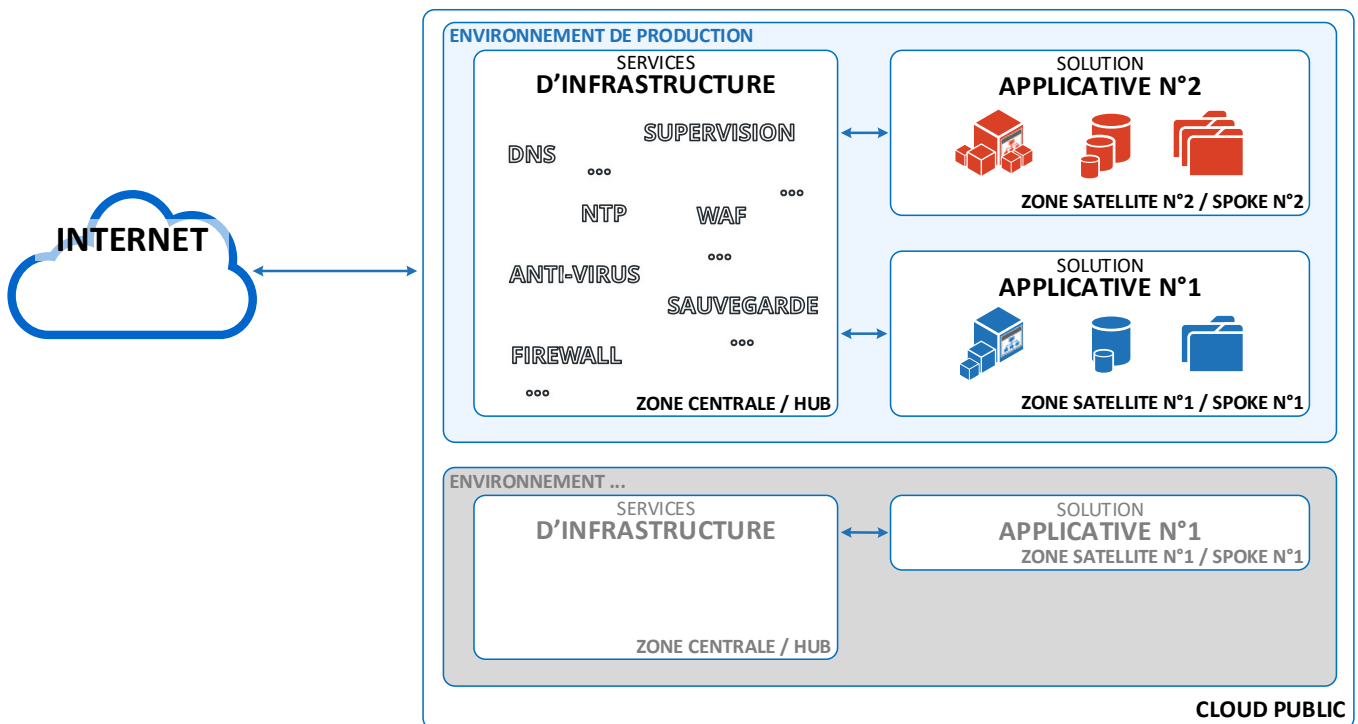 INTERNET
ENVIRONNEMENT DE PRODUCTION
SERVICES
D'INFRASTRUCTURE
SUPERVISION
DNS
...
...
NTP
WAF
...
ANTI-VIRUS
SAUVEGARDE
...
FIREWALL
...
ZONE CENTRALE / HUB
SOLUTION
APPLICATIVE N°2
ZONE SATELLITE N°2 / SPOKE N°2
SOLUTION
APPLICATIVE N°1
ZONE SATELLITE N°1 / SPOKE N°1
ENVIRONNEMENT ...
SERVICES
D'INFRASTRUCTURE
ZONE CENTRALE / HUB
SOLUTION
APPLICATIVE N°1
ZONE SATELLITE N°1 / SPOKE N°1
CLOUD PUBLIC